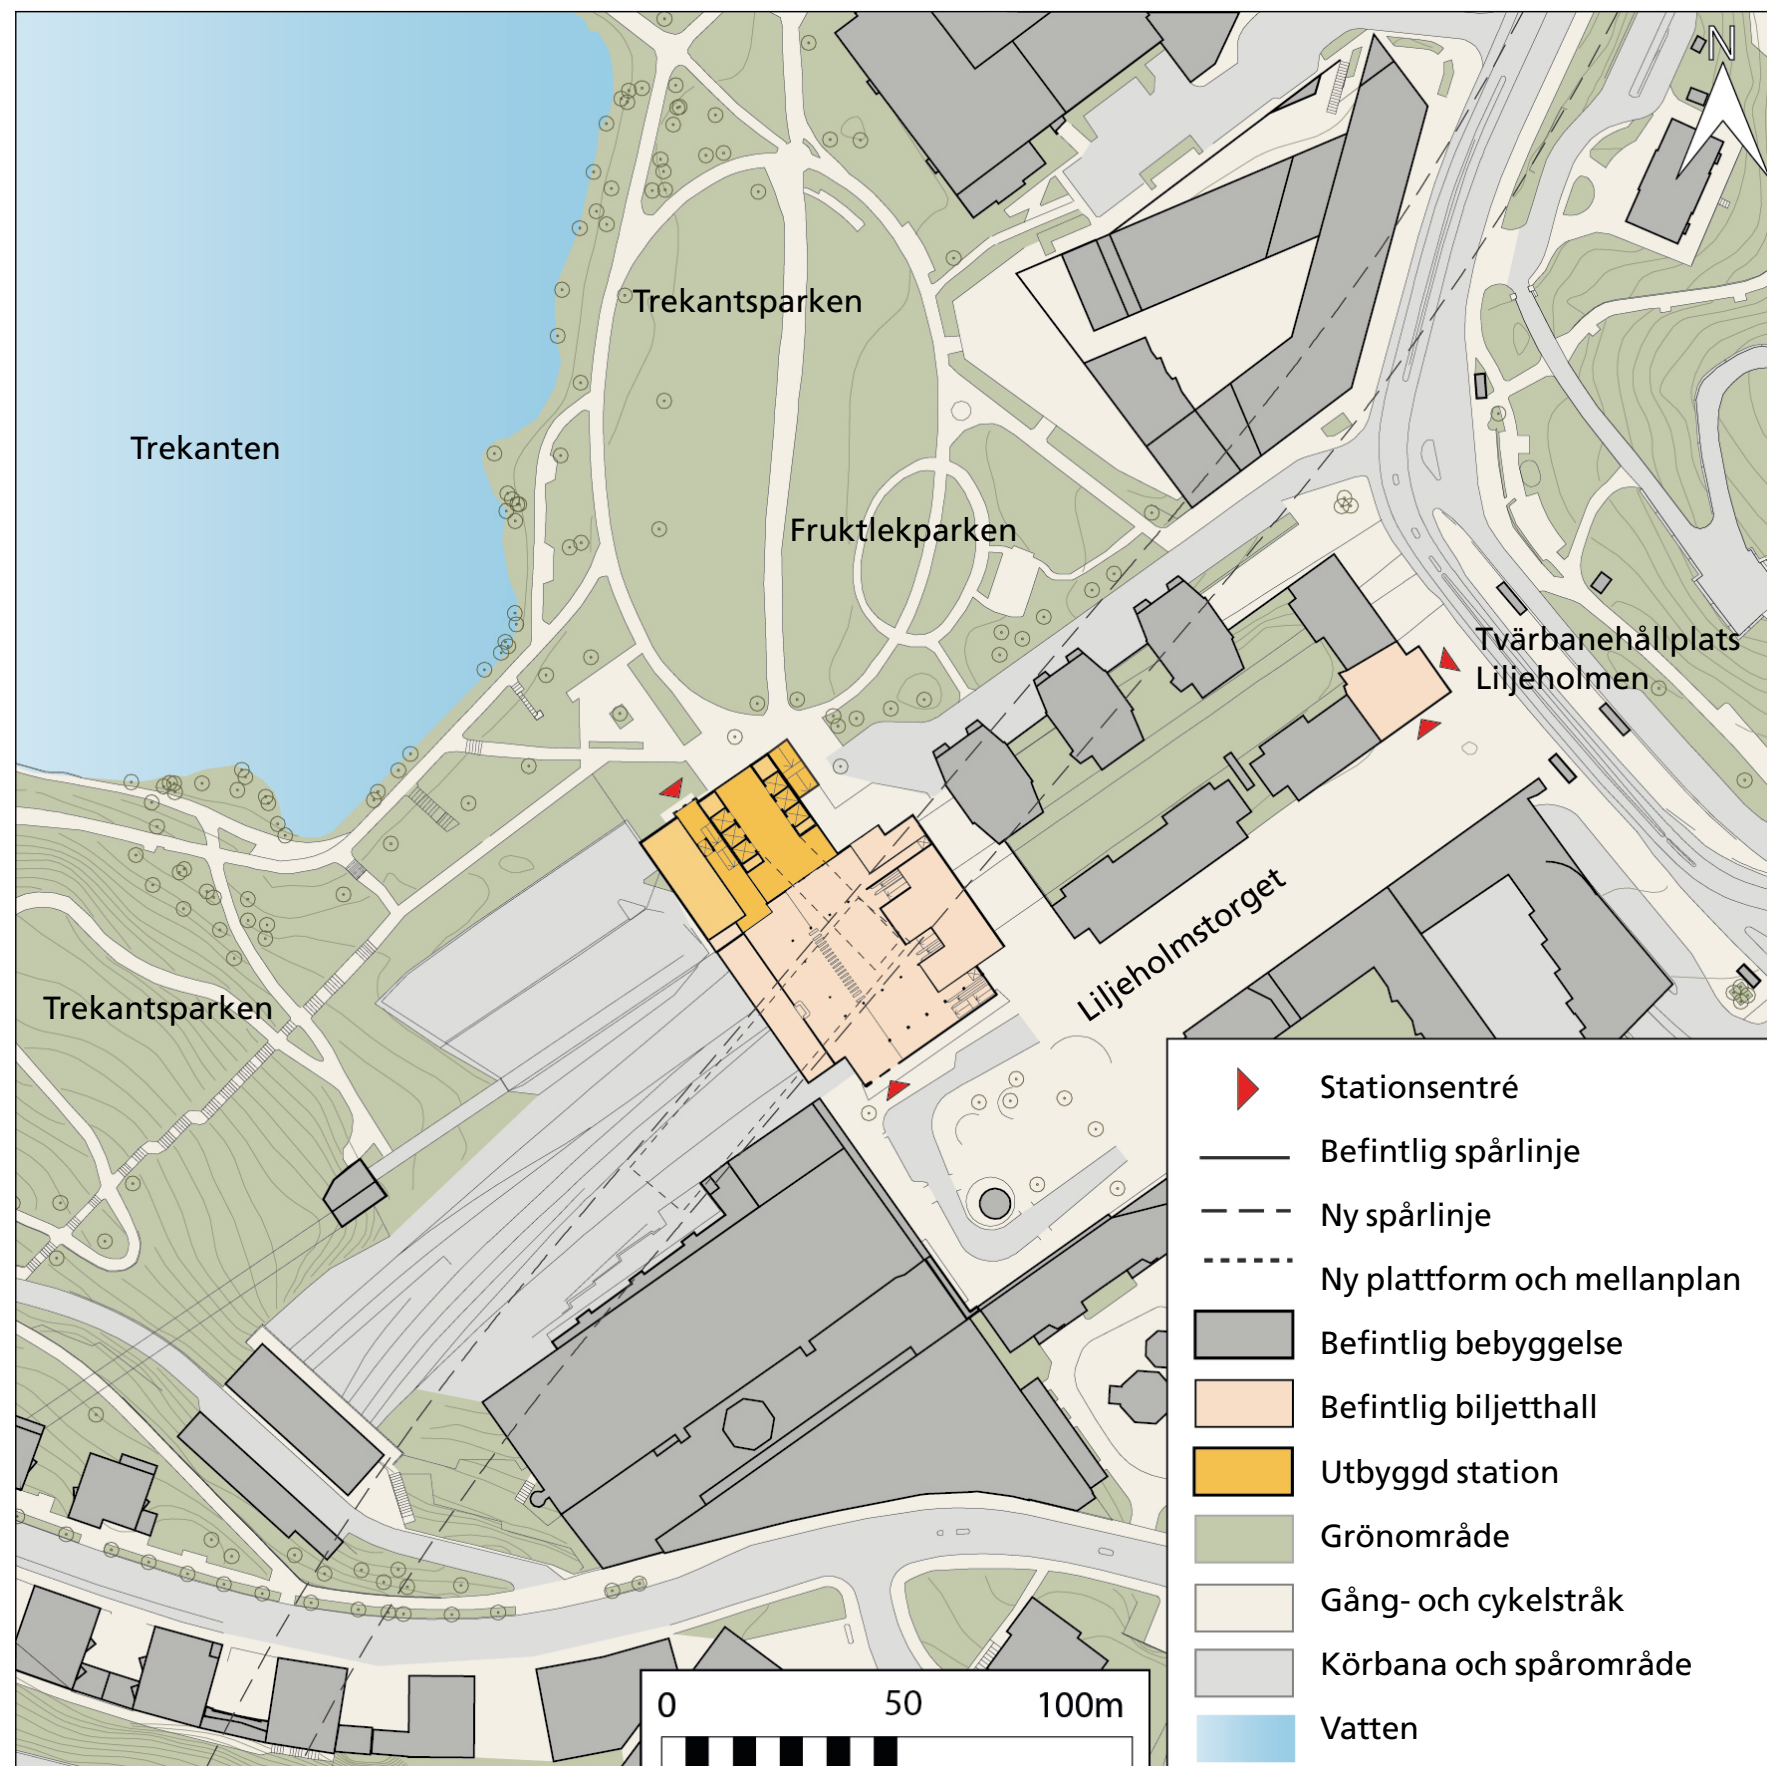 N
Trekantsparken
Trekanten
Fruktlekparken
Tvärbanehållplats
Liljeholmen
Liljeholmstorget
Trekantsparken
Stationsentré
Befintlig spårlinje
Ny spårlinje
Ny plattform och mellanplan
Befintlig bebyggelse
Befintlig biljetthall
Utbyggd station
Grönområde
Gång- och cykelstråk
Körbana och spårområde
Vatten
0 50 100m